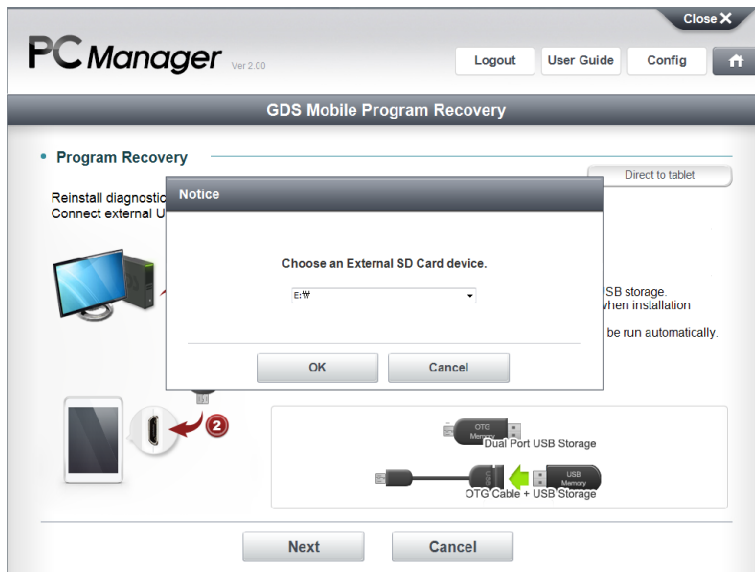 Close X
PC Manager Ver 2.00
Logout
User Guide
Config
GDS Mobile Program Recovery
Program Recovery
Direct to tablet
Reinstall diagnostic
Connect external U
Notice
Choose an External SD Card device.
E:₩
OK
Cancel
SB storage.
when installation
be run automatically.
2
OTG
Memory
Dual Port USB Storage
USB
Memory
OTG Cable + USB Storage
Next
Cancel